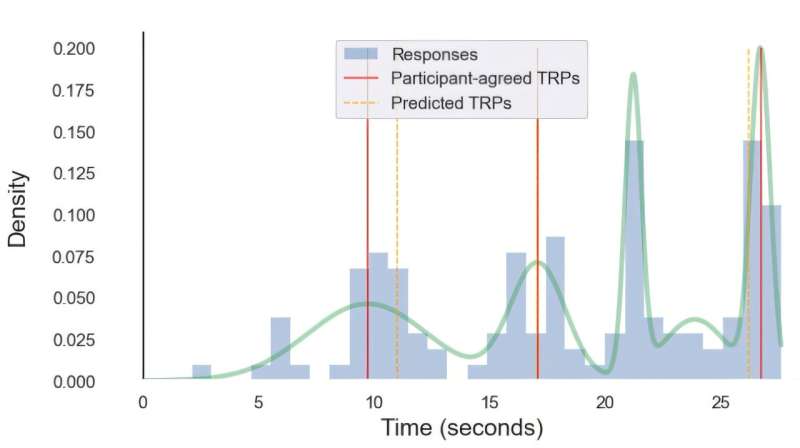 Responses
Participant-agreed TRPs
Predicted TRPs
0.200
0.175
0.150
0.125
0.100
0.075
0.050
0.025
0.000
Density
0 5 10 15 20 25
Time (seconds)